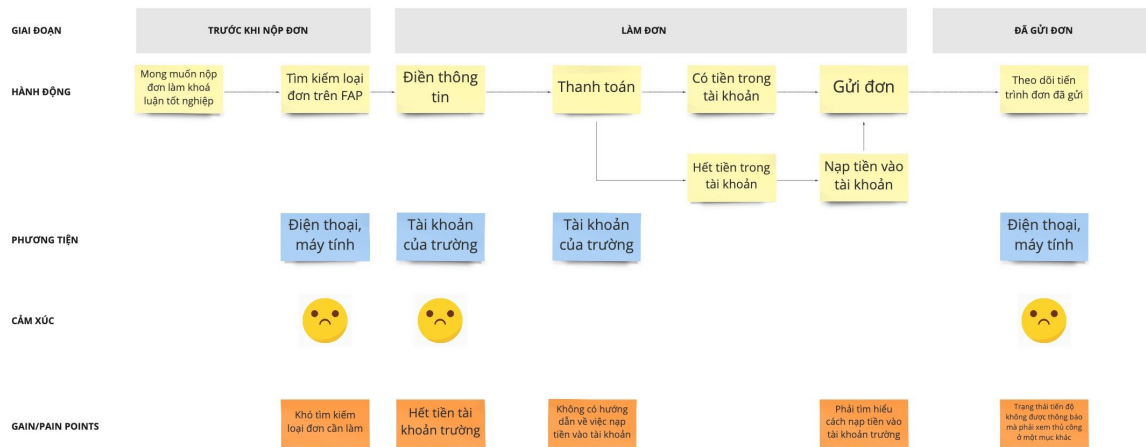 GIAI ĐOẠN
TRƯỚC KHI NỘP ĐƠN
LÀM ĐƠN
ĐÃ GỬI ĐƠN
HÀNH ĐỘNG
Mong muốn nộp
đơn làm khoá
luận tốt nghiệp
Tìm kiếm loại
đơn trên FAP
Điền thông
tin
Thanh toán
Có tiền trong
tài khoản
Gửi đơn
Theo dõi tiến
trình đơn đã gửi
Hết tiền trong
tài khoản
Nạp tiền vào
tài khoản
PHƯƠNG TIỆN
Điện thoại,
máy tính
Tài khoản
của trường
Tài khoản
của trường
Điện thoại,
máy tính
CẢM XÚC
GAIN/PAIN POINTS
Khó tìm kiếm
loại đơn cần làm
Hết tiền tài
khoản trường
Không có hướng
dẫn về việc nạp
tiền vào tài khoản
Phải tìm hiểu
cách nạp tiền vào
tài khoản trường
Trạng thái tiến độ
không được thông báo
mà phải xem thủ công
ở một mục khác